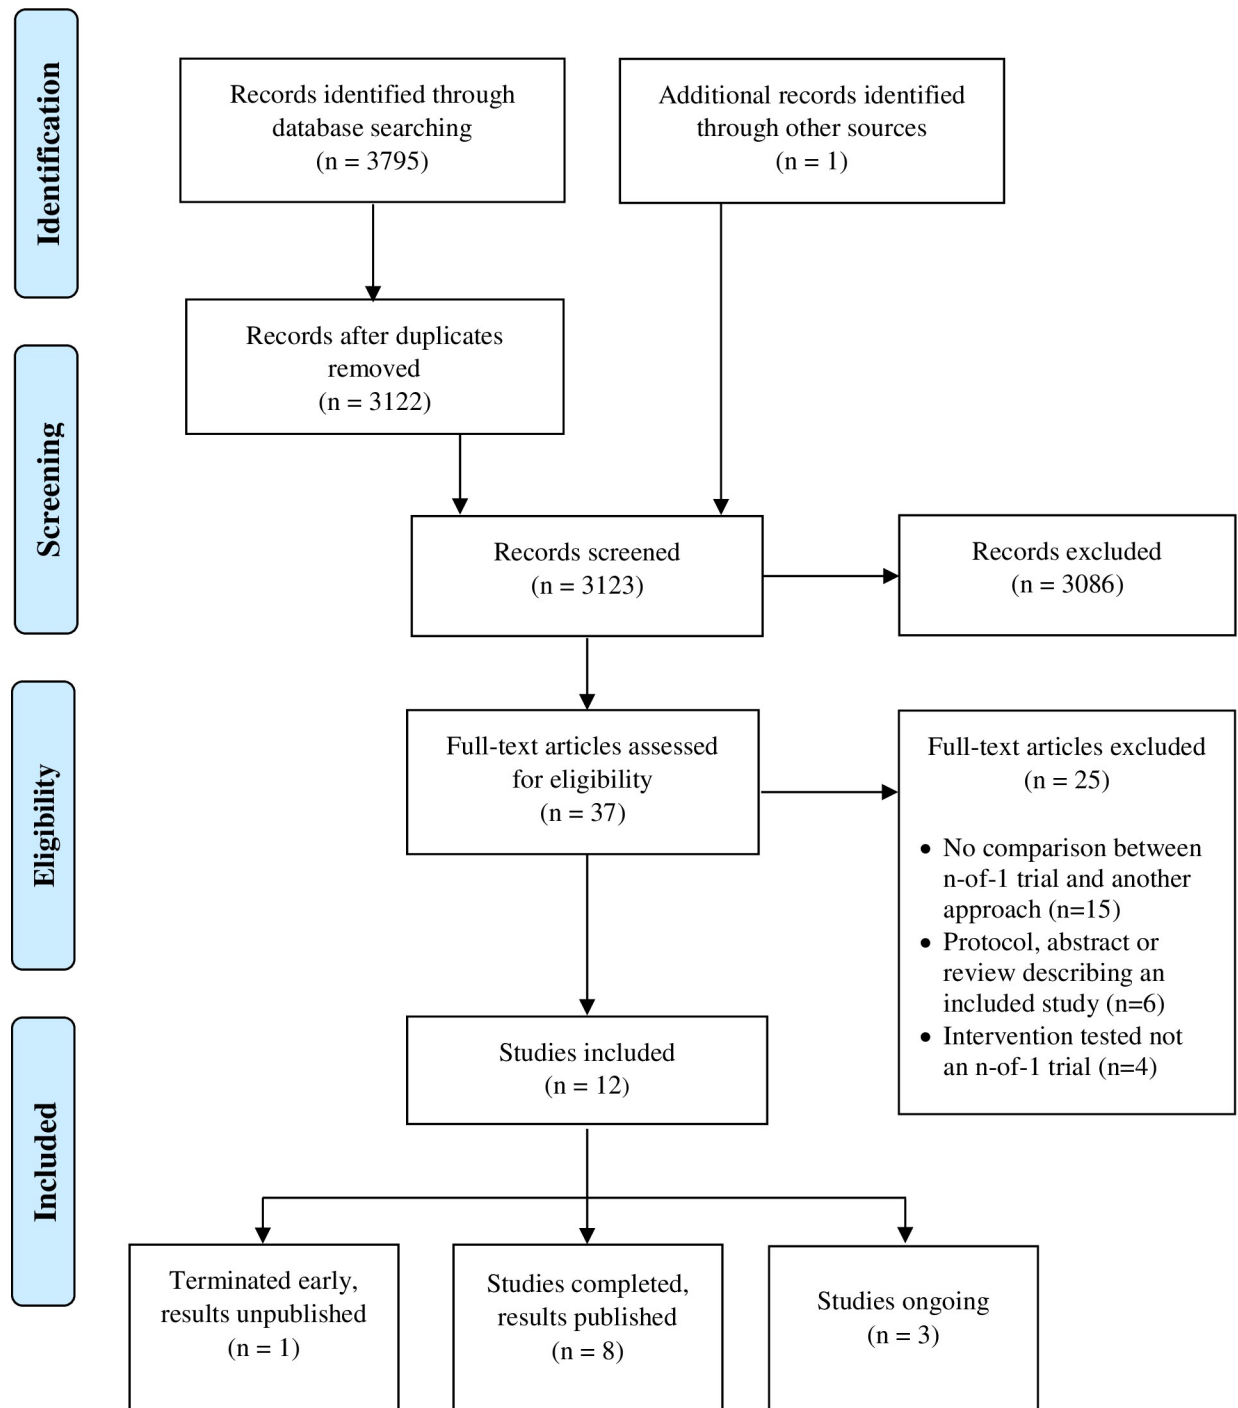 Identification
Records identified through
database searching
(n = 3795)
Additional records identified
through other sources
(n = 1)
Records after duplicates
removed
(n = 3122)
Screening
Records screened
(n = 3123)
Records excluded
(n = 3086)
Eligibility
Full-text articles assessed
for eligibility
(n = 37)
Full-text articles excluded
(n = 25)
• No comparison between
n-of-1 trial and another
approach (n=15)
• Protocol, abstract or
review describing an
included study (n=6)
• Intervention tested not
an n-of-1 trial (n=4)
Included
Studies included
(n = 12)
Terminated early,
results unpublished
(n = 1)
Studies completed,
results published
(n = 8)
Studies ongoing
(n = 3)